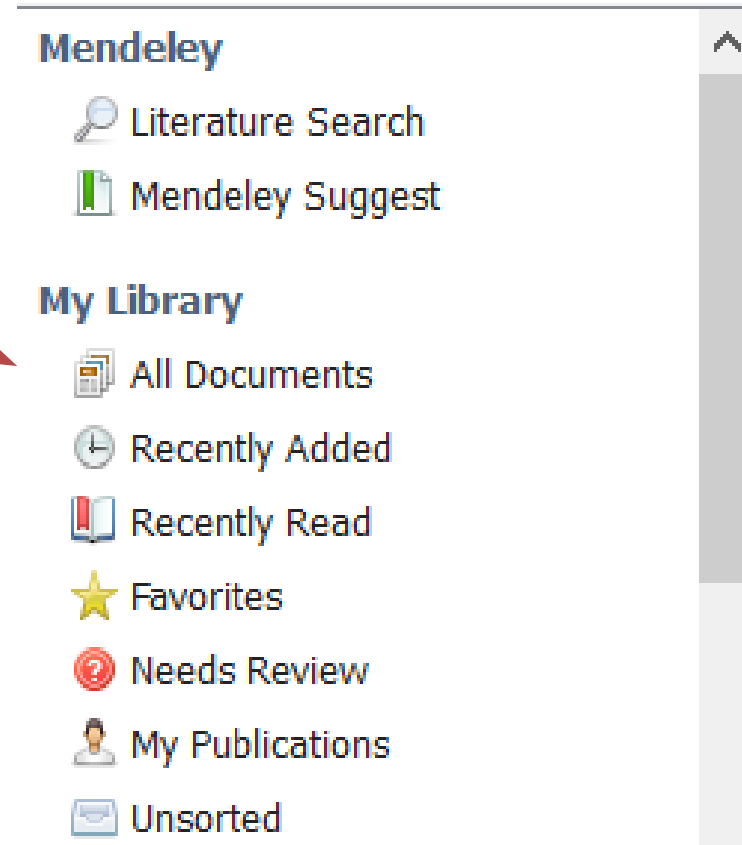 Mendeley
Literature Search
Mendeley Suggest
My Library
All Documents
Recently Added
Recently Read
Favorites
Needs Review
My Publications
Unsorted